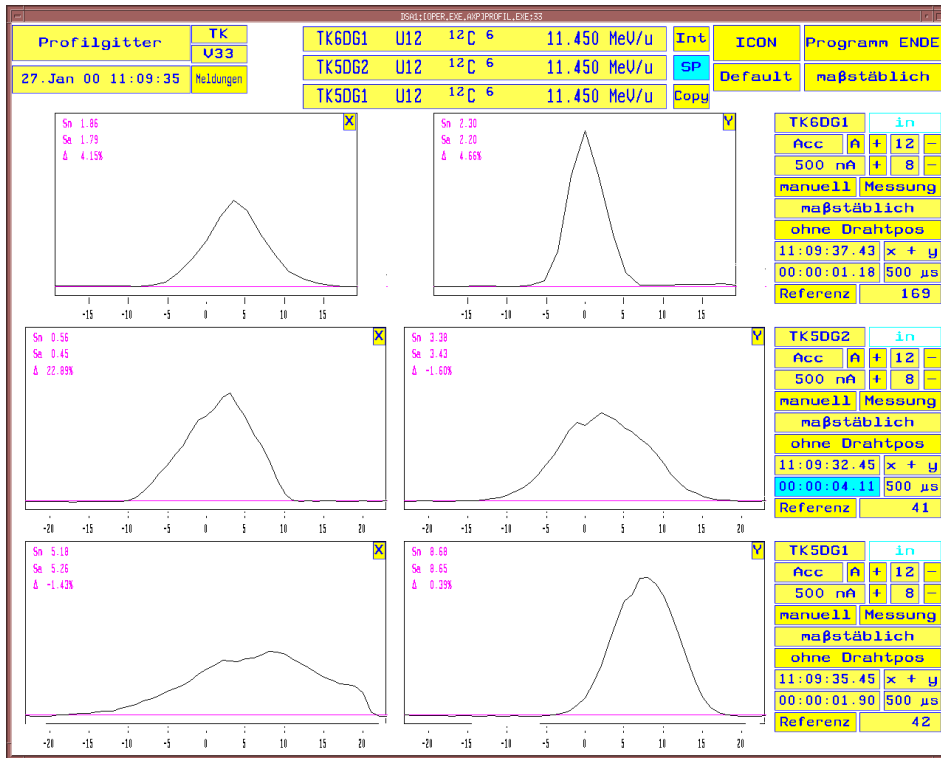 DSA1:[OPER.EXE.AXP]PROFIL.EXE;33
Profilgitter TK V33
27.Jan 00 11:09:35 Meldungen
TK6DG1 U12 12C 6 11.450 MeV/u Int
TK5DG2 U12 12C 6 11.450 MeV/u SP
TK5DG1 U12 12C 6 11.450 MeV/u Copy
ICON Programm ENDE
Default maßstäblich
Sn 1.86 X
Sa 1.79
Δ 4.15%
-15 -10 -5 0 5 10 15
Sn 2.30 Y
Sa 2.20
Δ 4.66%
-15 -10 -5 0 5 10 15
TK6DG1 in
Acc A + 12 -
500 nA + 8 -
manuell Messung
maßstäblich
ohne Drahtpos
11:09:37.43 x + y
00:00:01.18 500 µs
Referenz 169
Sn 0.56 X
Sa 0.45
Δ 22.89%
-20 -15 -10 -5 0 5 10 15 20
Sn 3.38 Y
Sa 3.43
Δ -1.60%
-20 -15 -10 -5 0 5 10 15 20
TK5DG2 in
Acc A + 12 -
500 nA + 8 -
manuell Messung
maßstäblich
ohne Drahtpos
11:09:32.45 x + y
00:00:04.11 500 µs
Referenz 41
Sn 5.18 X
Sa 5.26
Δ -1.43%
-20 -15 -10 -5 0 5 10 15 20
Sn 8.68 Y
Sa 8.65
Δ 0.39%
-20 -15 -10 -5 0 5 10 15 20
TK5DG1 in
Acc A + 12 -
500 nA + 8 -
manuell Messung
maßstäblich
ohne Drahtpos
11:09:35.45 x + y
00:00:01.90 500 µs
Referenz 42